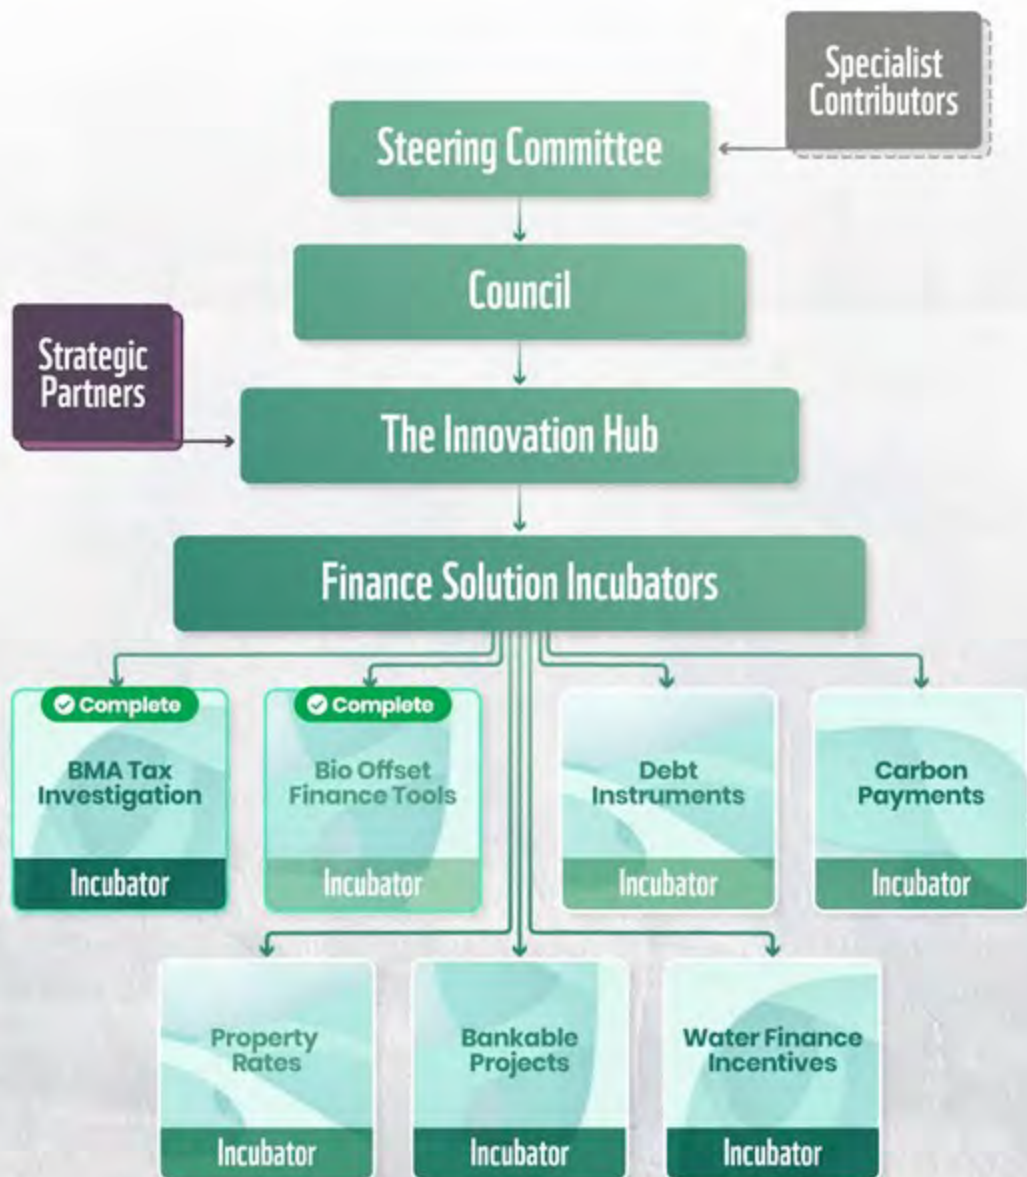 Specialist
Contributors
Steering Committee
Council
Strategic
Partners
The Innovation Hub
Finance Solution Incubators
Complete
BMA Tax
Investigation
Incubator
Complete
Bio Offset
Finance Tools
Incubator
Debt
Instruments
Incubator
Carbon
Payments
Incubator
Property
Rates
Incubator
Bankable
Projects
Incubator
Water Finance
Incentives
Incubator